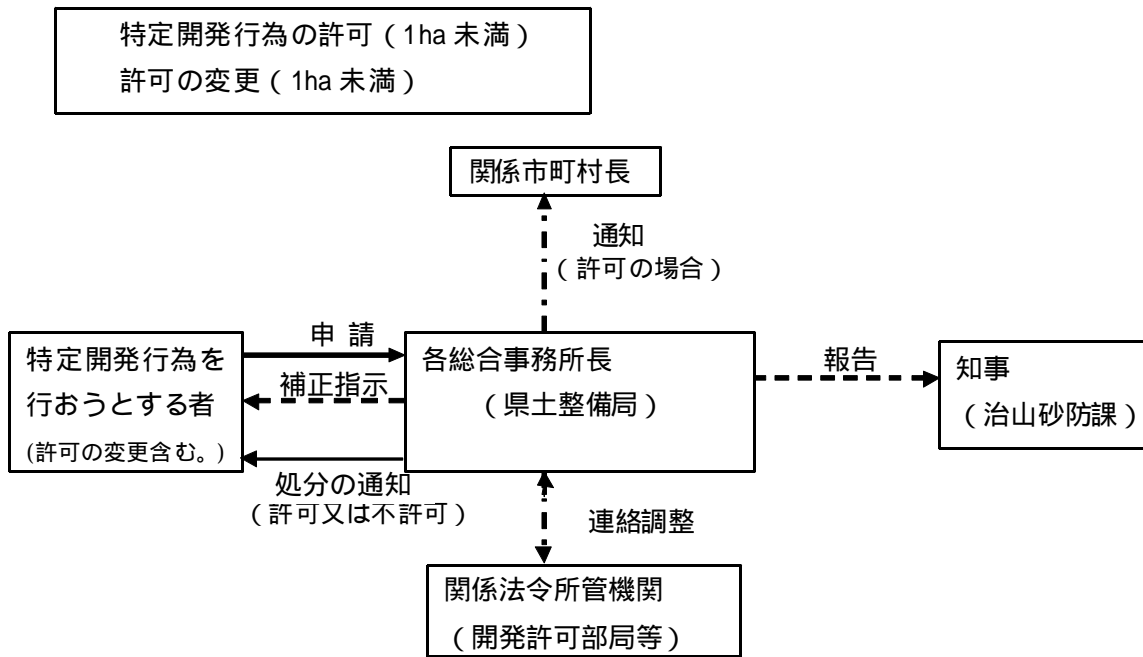 特定開発行為の許可（1ha 未満）
許可の変更（1ha 未満）
関係市町村長
通知
（許可の場合）
申 請
特定開発行為を
行おうとする者
(許可の変更含む。)
補正指示
処分の通知
（許可又は不許可）
各総合事務所長
（県土整備局）
報告
知事
（治山砂防課）
連絡調整
関係法令所管機関
（開発許可部局等）